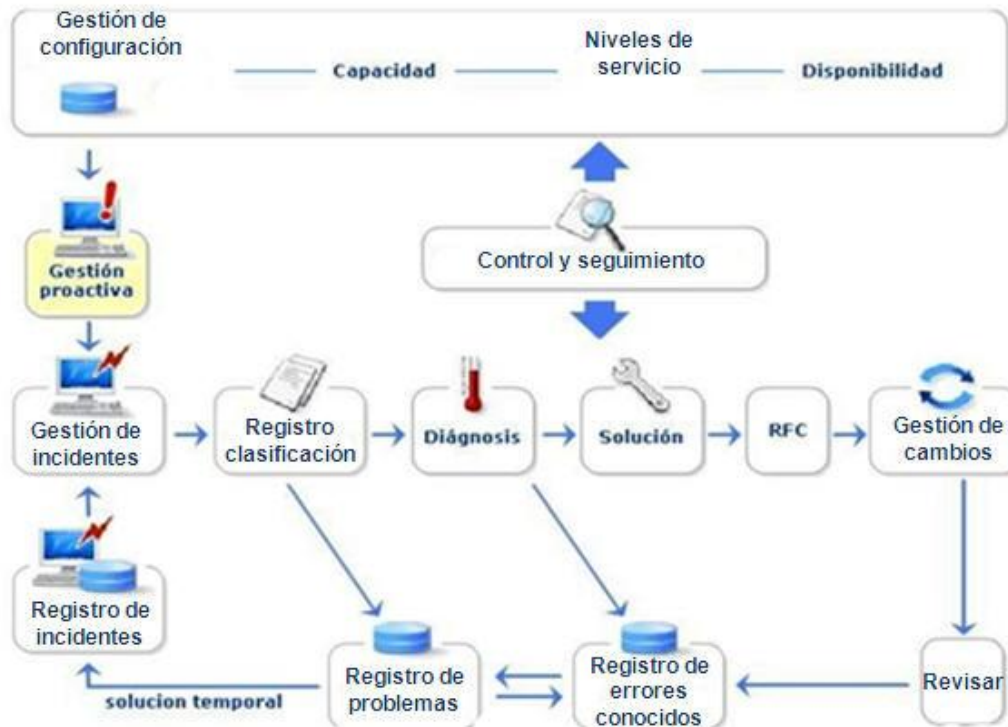 Gestión de
configuración
Capacidad
Niveles de
servicio
Disponibilidad
Gestión
proactiva
Control y seguimiento
Gestión de
incidentes
Registro
clasificación
Diágnosis
Solución
RFC
Gestión de
cambios
Registro de
incidentes
solucion temporal
Registro de
problemas
Registro de
errores
conocidos
Revisar